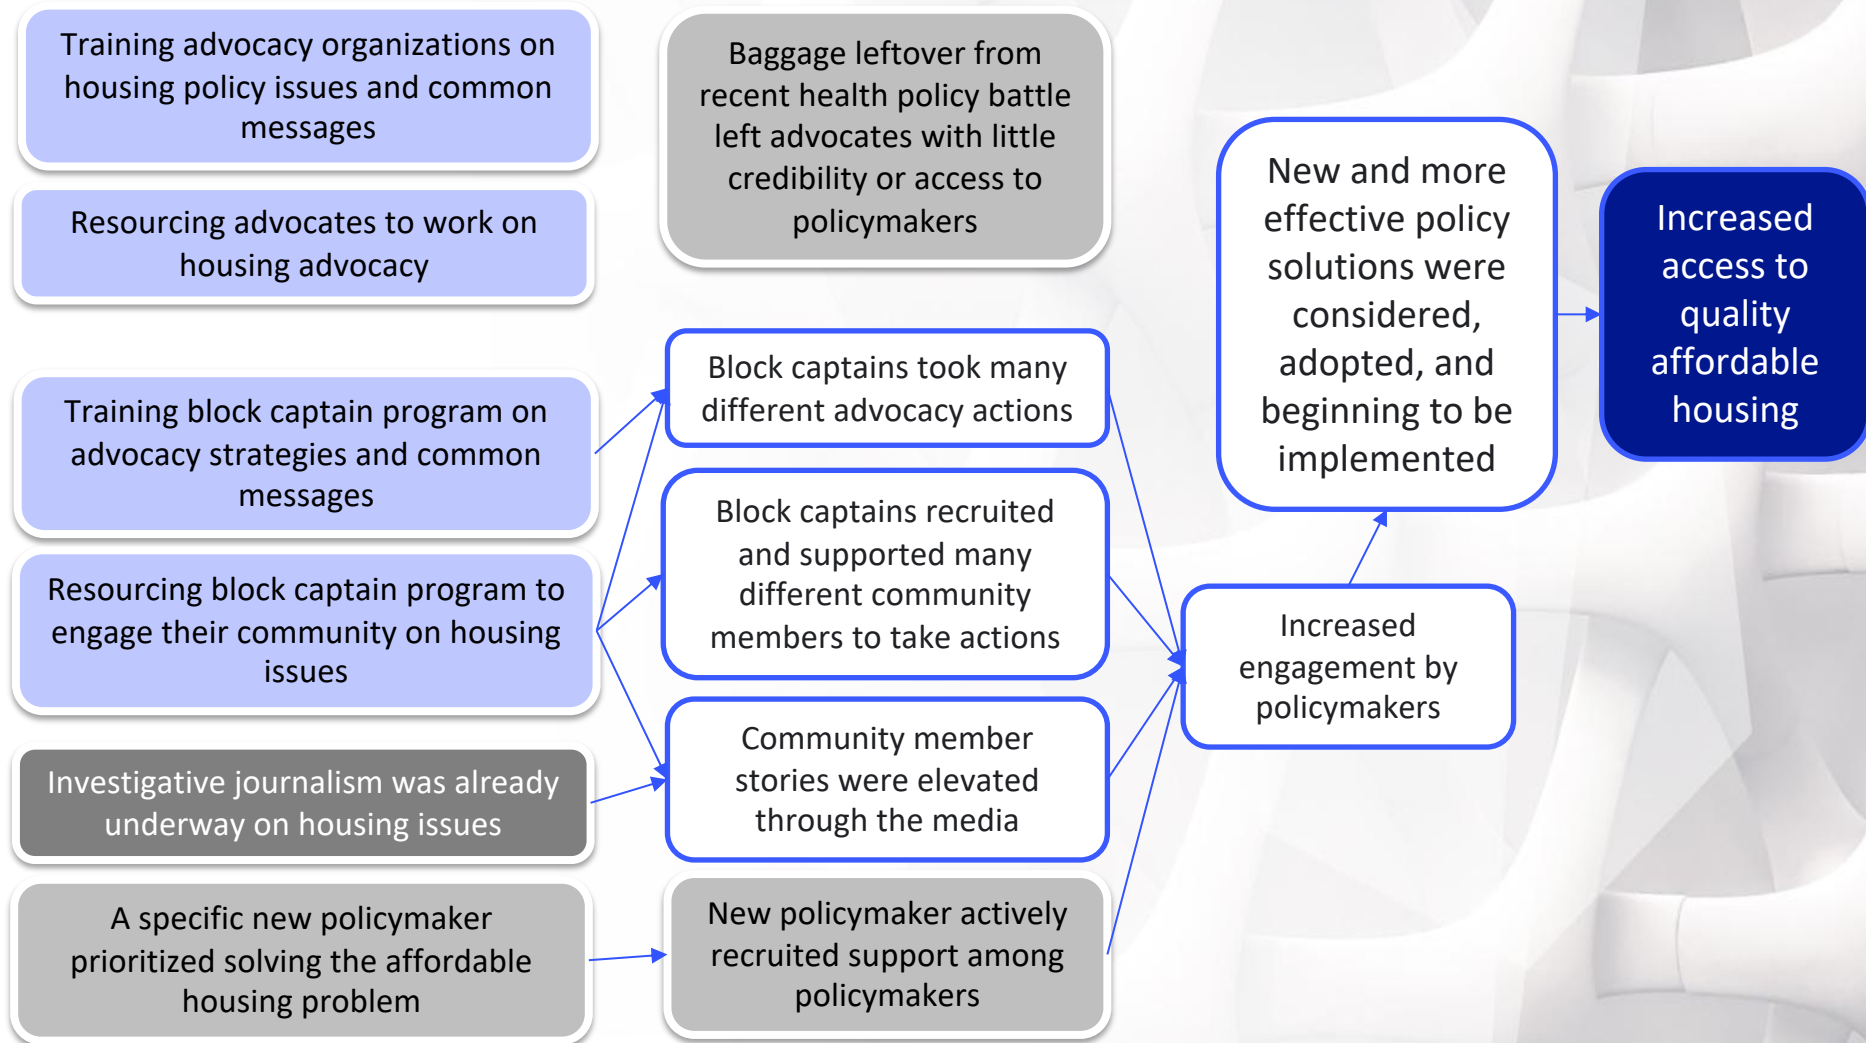 Training advocacy organizations on
housing policy issues and common
messages
Resourcing advocates to work on
housing advocacy
Training block captain program on
advocacy strategies and common
messages
Resourcing block captain program to
engage their community on housing
issues
Investigative journalism was already
underway on housing issues
A specific new policymaker
prioritized solving the affordable
housing problem
Baggage leftover from
recent health policy battle
left advocates with little
credibility or access to
policymakers
Block captains took many
different advocacy actions
Block captains recruited
and supported many
different community
members to take actions
Community member
stories were elevated
through the media
New policymaker actively
recruited support among
policymakers
New and more
effective policy
solutions were
considered,
adopted, and
beginning to be
implemented
Increased
engagement by
policymakers
Increased
access to
quality
affordable
housing